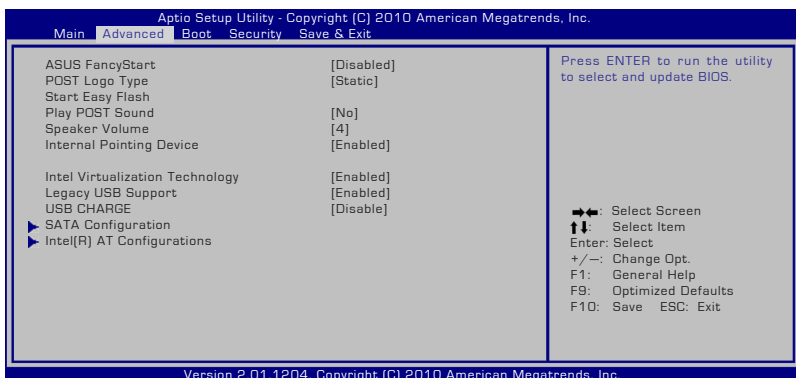 Aptio Setup Utility - Copyright (C) 2010 American Megatrends, Inc.
Main Advanced Boot Security Save & Exit
ASUS FancyStart [Disabled]
POST Logo Type [Static]
Start Easy Flash
Play POST Sound [No]
Speaker Volume [4]
Internal Pointing Device [Enabled]
Intel Virtualization Technology [Enabled]
Legacy USB Support [Enabled]
USB CHARGE [Disable]
SATA Configuration
Intel(R) AT Configurations
Press ENTER to run the utility
to select and update BIOS.
→←: Select Screen
↑↓: Select Item
Enter: Select
+/—: Change Opt.
F1: General Help
F9: Optimized Defaults
F10: Save ESC: Exit
Version 2.01.1204. Copyright (C) 2010 American Megatrends, Inc.